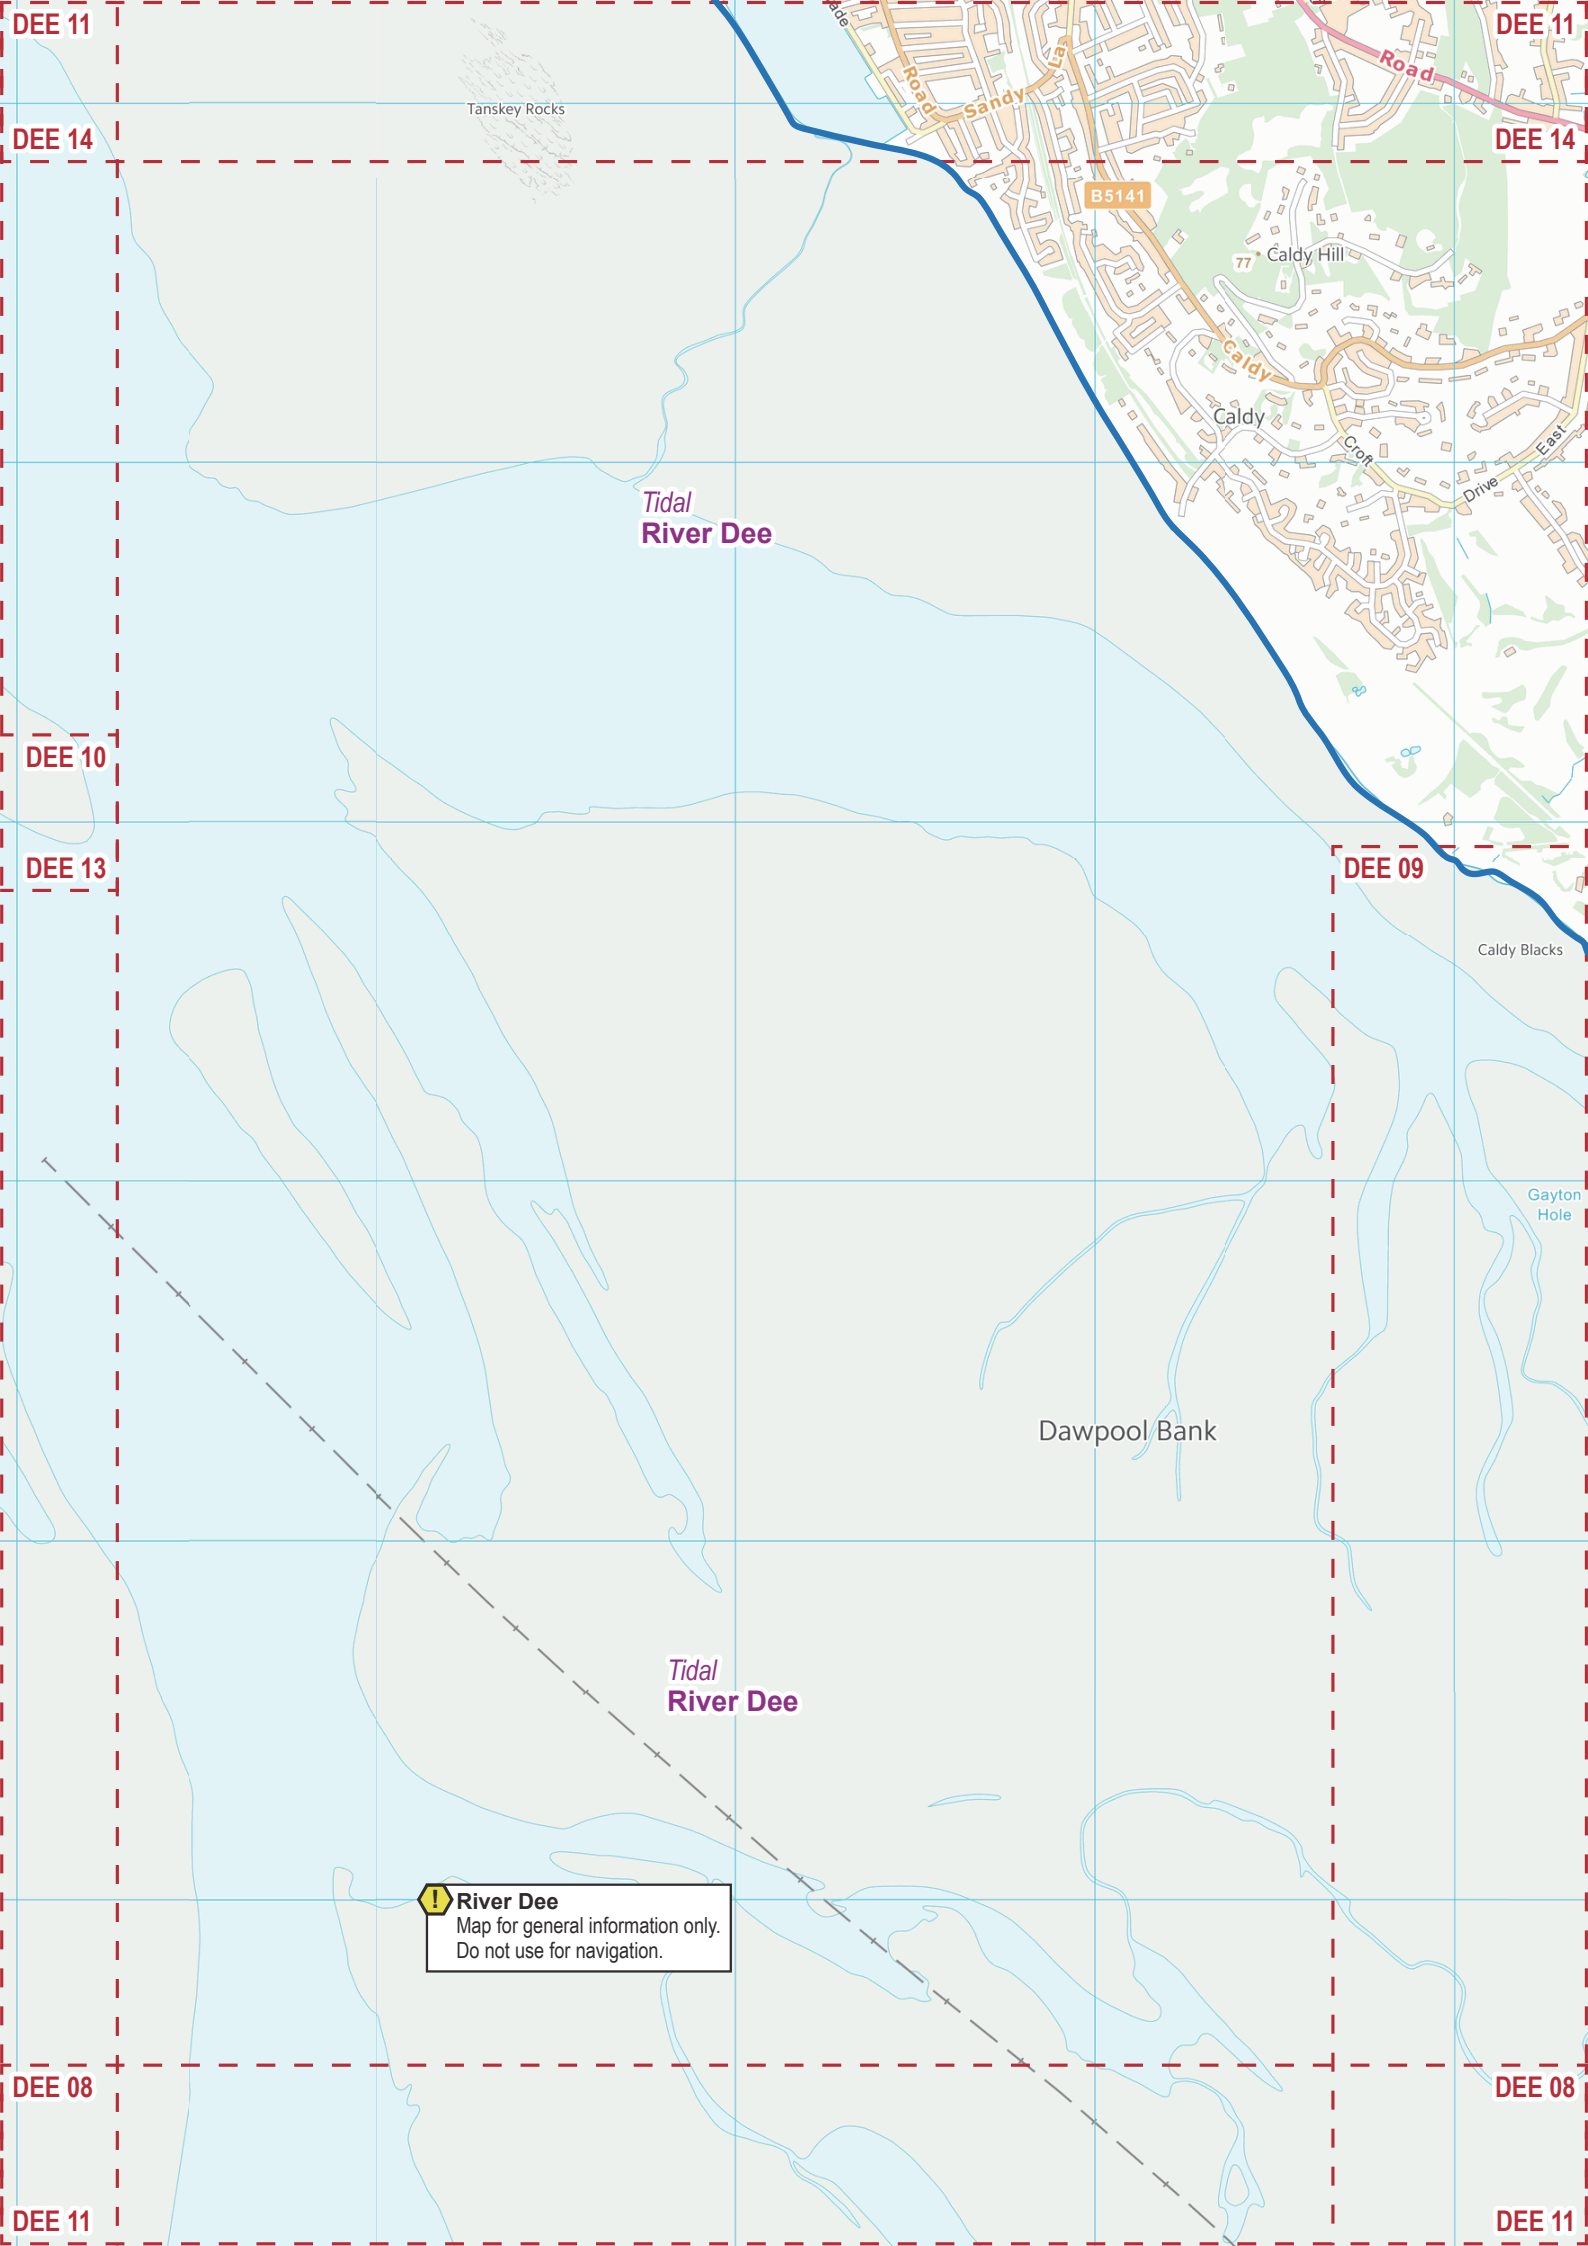 DEE 11
DEE 11
ade
Road
Sandy
La
Road
Tanskey Rocks
DEE 14
DEE 14
B5141
77
Caldy Hill
Caldy
Caldy
Croft
Drive
East
Tidal
River Dee
DEE 10
DEE 13
DEE 09
Caldy Blacks
Gayton
Hole
Dawpool Bank
Tidal
River Dee
!
River Dee
Map for general information only.
Do not use for navigation.
DEE 08
DEE 08
DEE 11
DEE 11